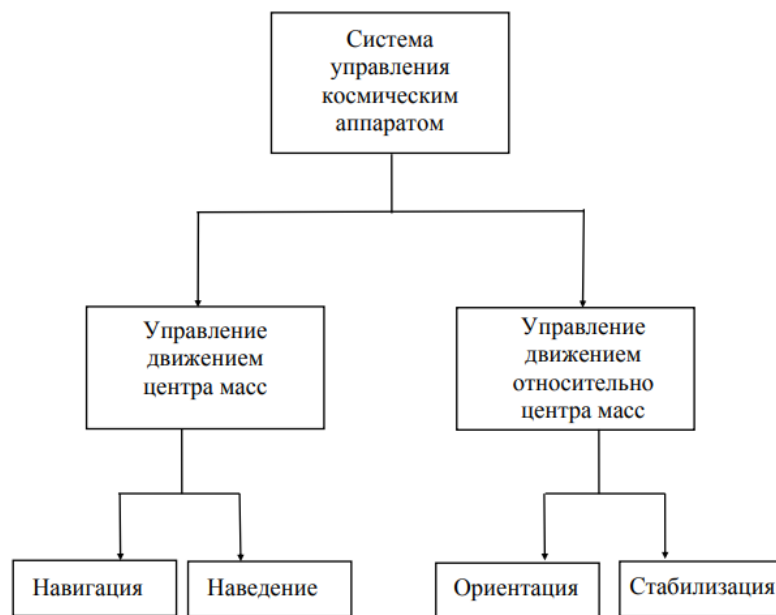 Система
управления
космическим
аппаратом
Управление
движением
центра масс
Управление
движением
относительно
центра масс
Навигация
Наведение
Ориентация
Стабилизация